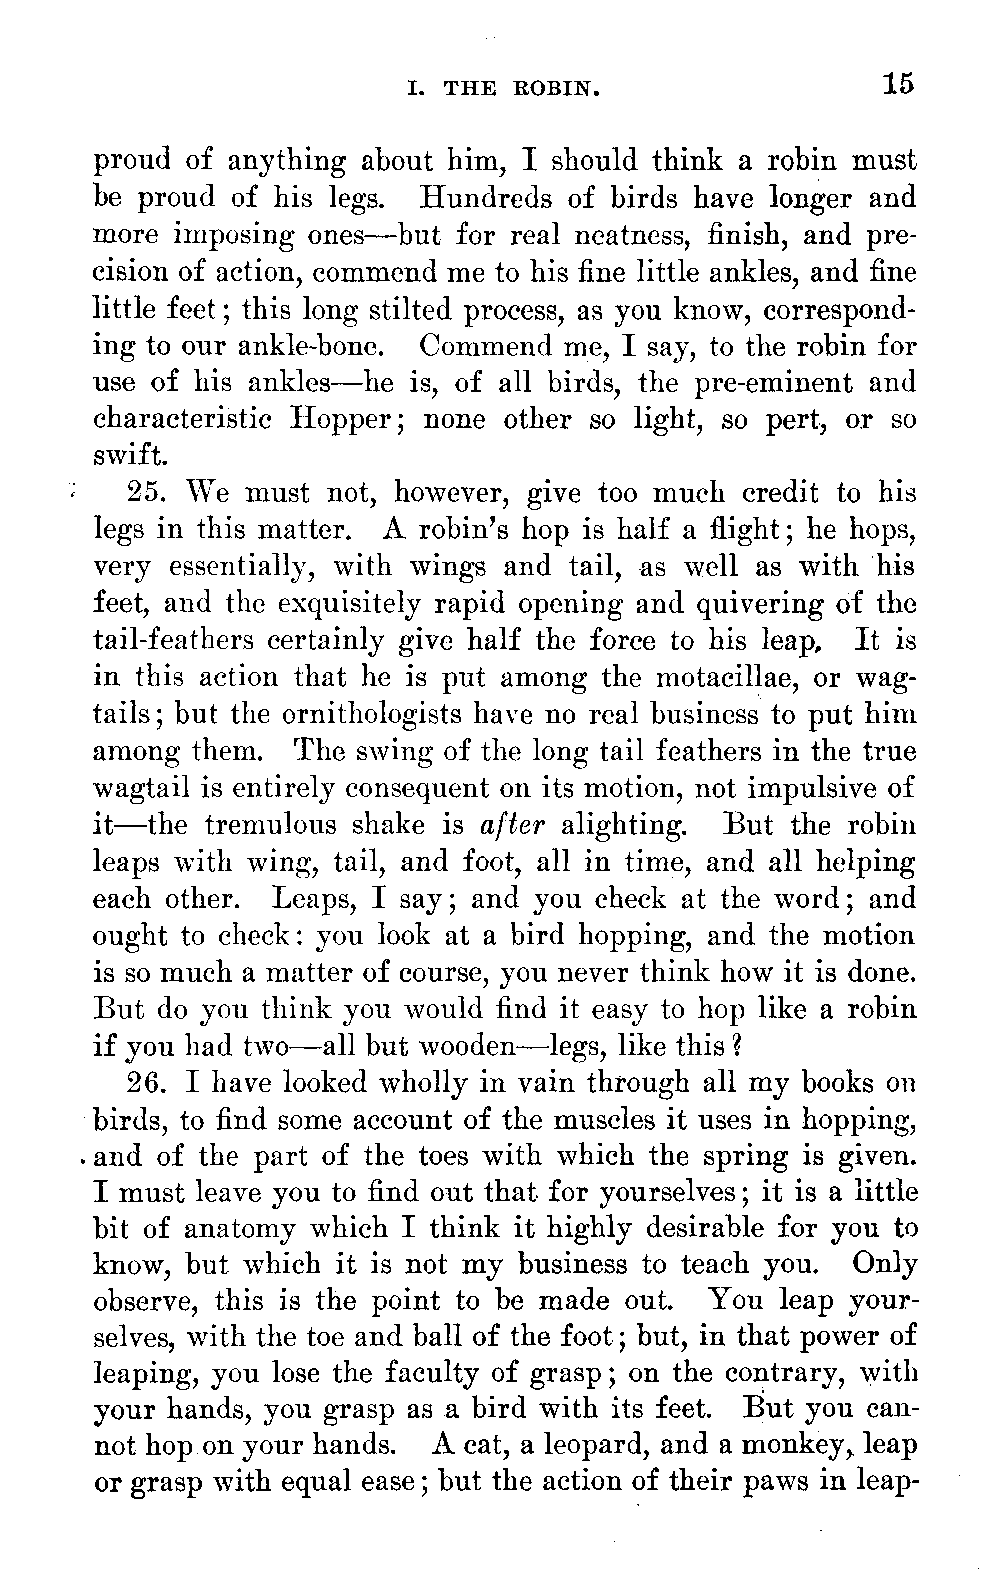 I. THE ROBIN. 15
proud of anything about him, I should think a robin must
be proud of his legs. Hundreds of birds have longer and
more imposing ones—but for real neatness, finish, and pre-
cision of action, commend me to his fine little ankles, and fine
little feet; this long stilted process, as you know, correspond-
ing to our ankle-bone. Commend me, I say, to the robin for
use of his ankles—he is, of all birds, the pre-eminent and
characteristic Hopper; none other so light, so pert, or so
swift.
25. We must not, however, give too much credit to his
legs in this matter. A robin's hop is half a flight; he hops,
very essentially, with wings and tail, as well as with his
feet, and the exquisitely rapid opening and quivering of the
tail-feathers certainly give half the force to his leap. It is
in this action that he is put among the motacillae, or wag-
tails; but the ornithologists have no real business to put him
among them. The swing of the long tail feathers in the true
wagtail is entirely consequent on its motion, not impulsive of
it—the tremulous shake is after alighting. But the robin
leaps with wing, tail, and foot, all in time, and all helping
each other. Leaps, I say; and you check at the word; and
ought to check: you look at a bird hopping, and the motion
is so much a matter of course, you never think how it is done.
But do you think you would find it easy to hop like a robin
if you had two—all but wooden—legs, like this?
26. I have looked wholly in vain through all my books on
birds, to find some account of the muscles it uses in hopping,
and of the part of the toes with which the spring is given.
I must leave you to find out that for yourselves; it is a little
bit of anatomy which I think it highly desirable for you to
know, but which it is not my business to teach you. Only
observe, this is the point to be made out. You leap your-
selves, with the toe and ball of the foot; but, in that power of
leaping, you lose the faculty of grasp; on the contrary, with
your hands, you grasp as a bird with its feet. But you can-
not hop on your hands. A cat, a leopard, and a monkey, leap
or grasp with equal ease; but the action of their paws in leap-